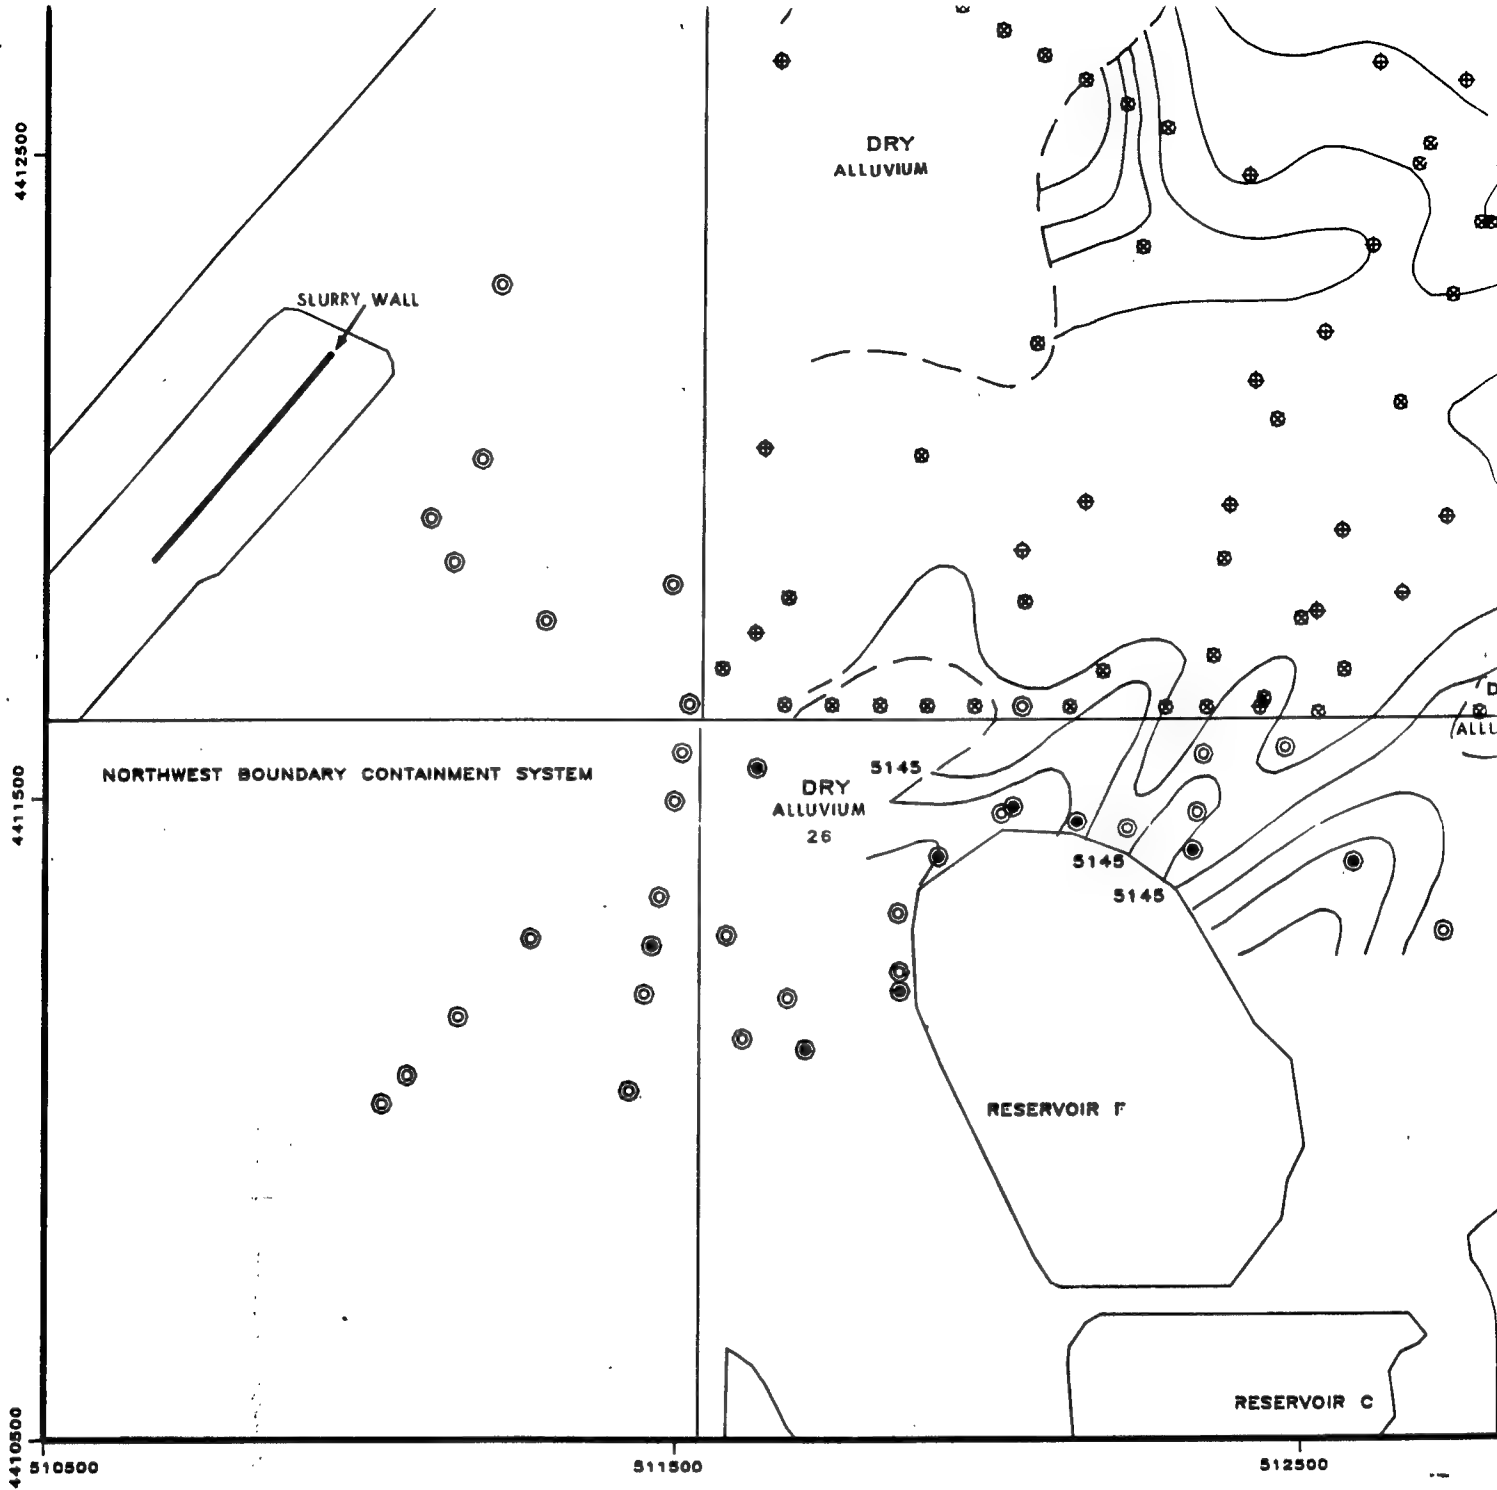 4412500
DRY
ALLUVIUM
SLURRY WALL
NORTHWEST BOUNDARY CONTAINMENT SYSTEM
4411500
DRY
ALLUVIUM
26
5145
D
ALLU
5145
5145
RESERVOIR F
RESERVOIR C
4410500
510500
511500
512500